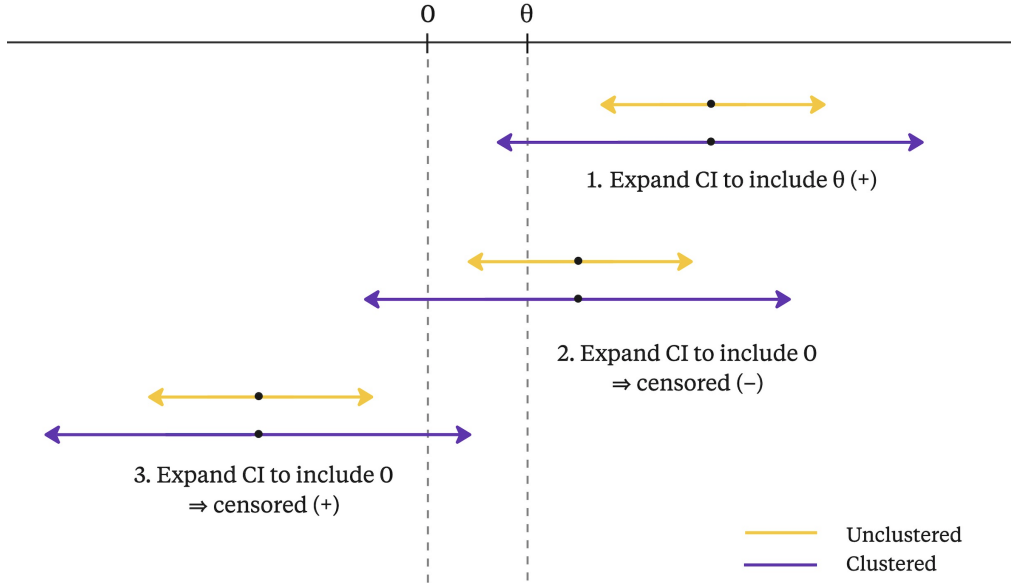 0 θ
1. Expand CI to include θ (+)
2. Expand CI to include 0
⇒ censored (–)
3. Expand CI to include 0
⇒ censored (+)
Unclustered
Clustered